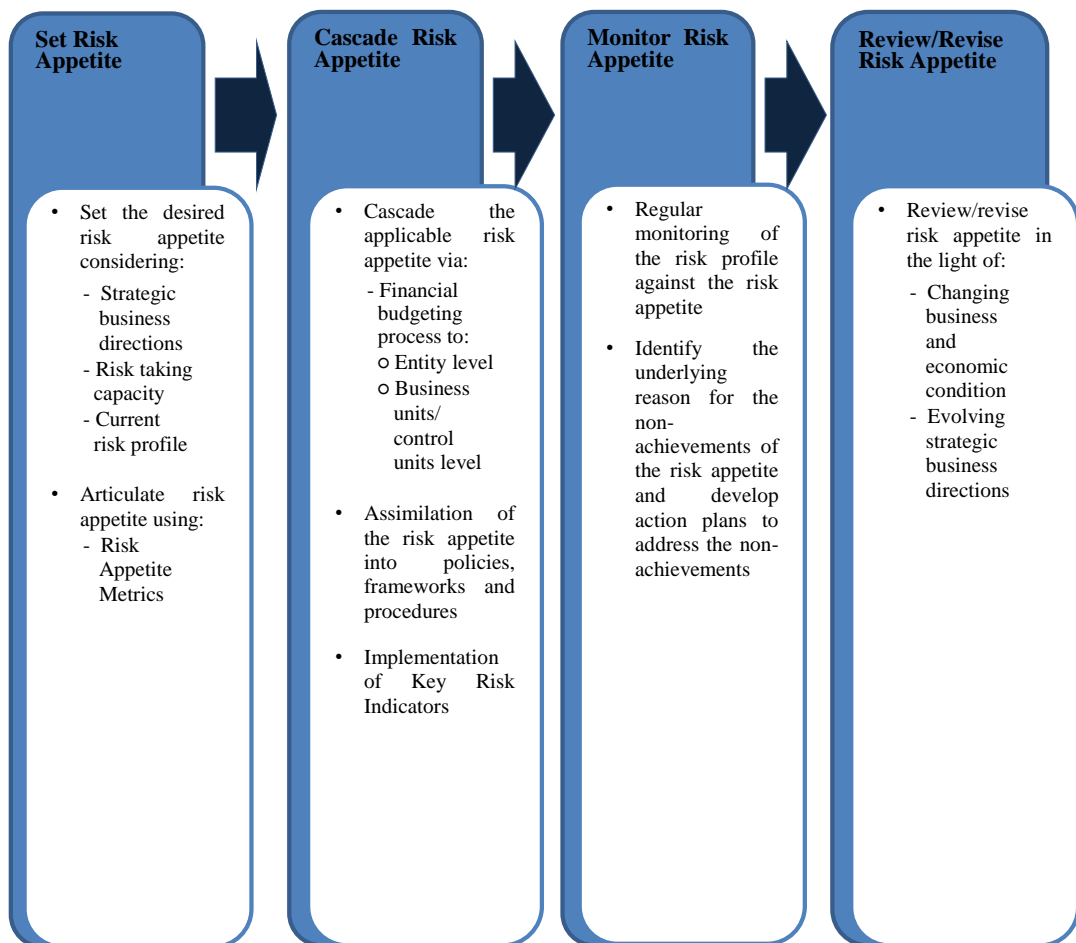 Set Risk
Appetite
• Set the desired
risk appetite
considering:
- Strategic
business
directions
- Risk taking
capacity
- Current
risk profile
• Articulate risk
appetite using:
- Risk
Appetite
Metrics
Cascade Risk
Appetite
• Cascade the
applicable risk
appetite via:
- Financial
budgeting
process to:
○ Entity level
○ Business
units/
control
units level
• Assimilation of
the risk appetite
into policies,
frameworks and
procedures
• Implementation
of Key Risk
Indicators
Monitor Risk
Appetite
• Regular
monitoring of
the risk profile
against the risk
appetite
• Identify the
underlying
reason for the
non-
achievements of
the risk appetite
and develop
action plans to
address the non-
achievements
Review/Revise
Risk Appetite
• Review/revise
risk appetite in
the light of:
- Changing
business
and
economic
condition
- Evolving
strategic
business
directions